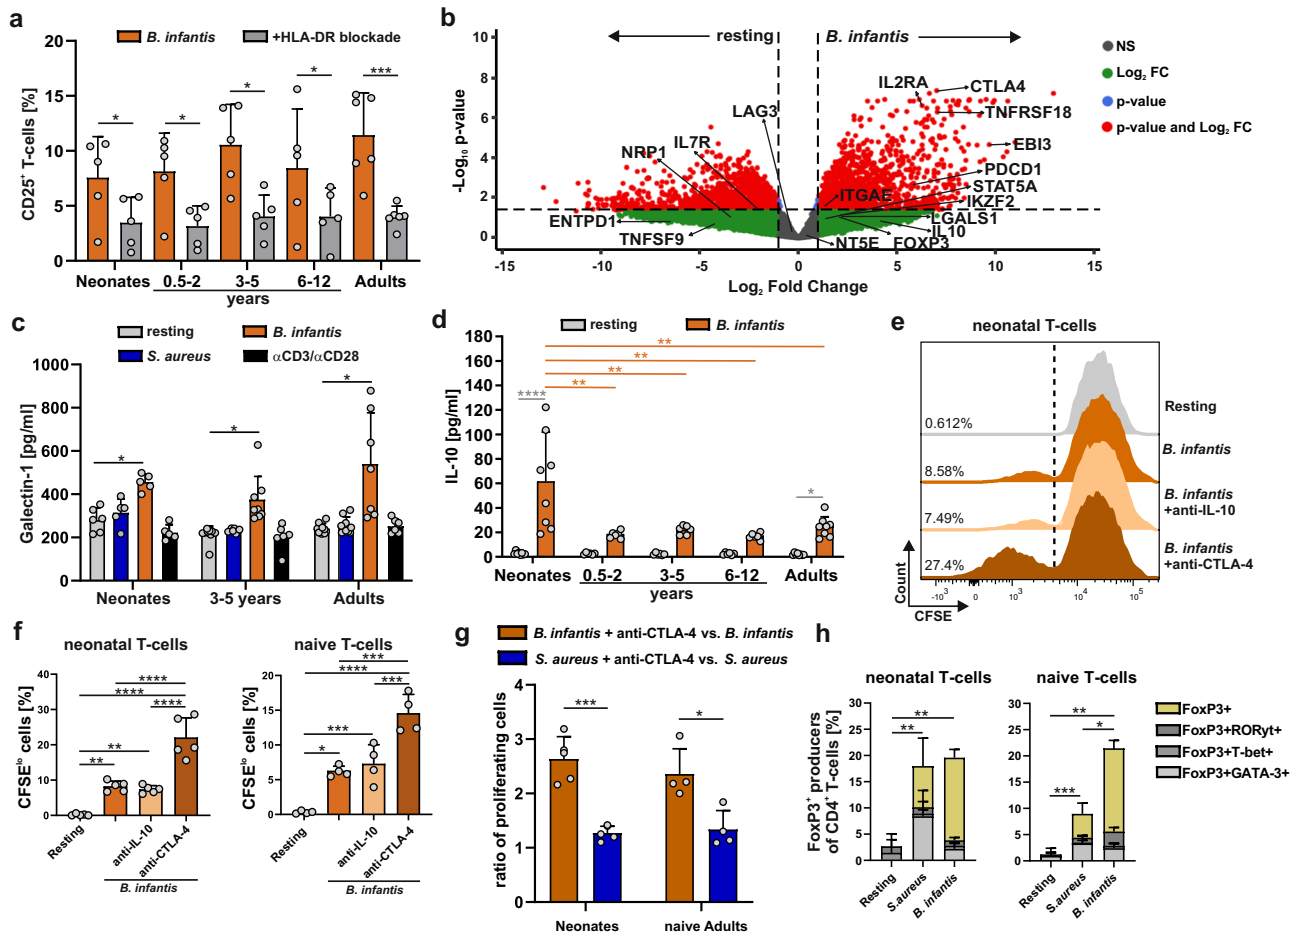 a
B. infantis
+HLA-DR blockade
CD25+ T-cells [%]
20
15
10
5
0
*
*
*
*
***
Neonates
0.5-2
3-5
6-12
Adults
years
b
resting
B. infantis
NS
Log2 FC
p-value
p-value and Log2 FC
-Log10 p-value
10
8
6
4
2
0
LAG3
IL2RA
CTLA4
TNFRSF18
EBI3
IL7R
NRP1
PDCD1
STAT5A
ITGAE
IKZF2
LGALS1
ENTPD1
TNFSF9
IL10
NT5E
FOXP3
-15
-10
-5
0
5
10
15
Log2 Fold Change
c
resting
B. infantis
S. aureus
αCD3/αCD28
Galectin-1 [pg/ml]
1000
800
600
400
200
0
*
*
*
Neonates
3-5 years
Adults
d
resting
B. infantis
IL-10 [pg/ml]
180
160
140
120
100
80
60
40
20
0
**
**
**
**
****
*
Neonates
0.5-2
3-5
6-12
Adults
years
e
neonatal T-cells
0.612%
Resting
8.58%
B. infantis
7.49%
B. infantis
+anti-IL-10
27.4%
B. infantis
+anti-CTLA-4
Count
CFSE
-103
0
103
104
105
f
neonatal T-cells
CFSElo cells [%]
40
30
20
10
0
****
****
****
**
**
Resting
anti-IL-10
anti-CTLA-4
B. infantis
naive T-cells
CFSElo cells [%]
20
15
10
5
0
***
****
***
***
*
Resting
anti-IL-10
anti-CTLA-4
B. infantis
g
B. infantis + anti-CTLA-4 vs. B. infantis
S. aureus + anti-CTLA-4 vs. S. aureus
ratio of proliferating cells
4
3
2
1
0
***
*
Neonates
naive Adults
h
neonatal T-cells
naive T-cells
FoxP3+ producers
of CD4+ T-cells [%]
30
25
20
15
10
5
0
**
**
Resting
S.aureus
B. infantis
30
25
20
15
10
5
0
**
*
***
Resting
S.aureus
B. infantis
FoxP3+
FoxP3+RORyt+
FoxP3+T-bet+
FoxP3+GATA-3+